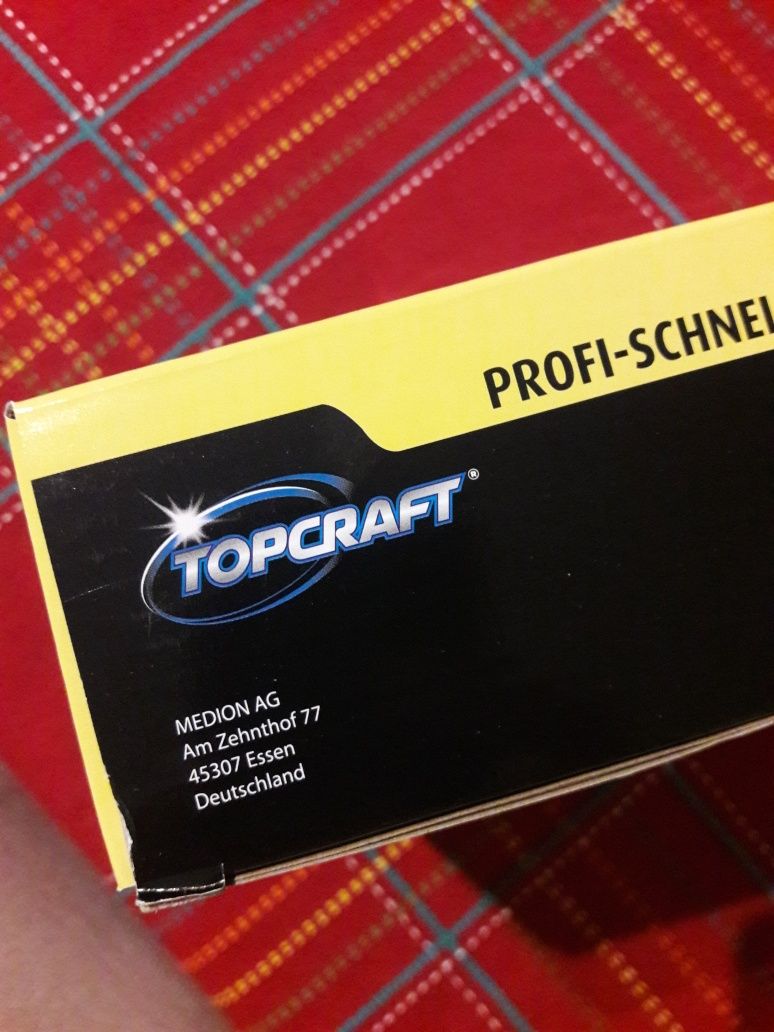 PROFI-SCHNEI
TOPCRAFT®
MEDION AG
Am Zehnthof 77
45307 Essen
Deutschland